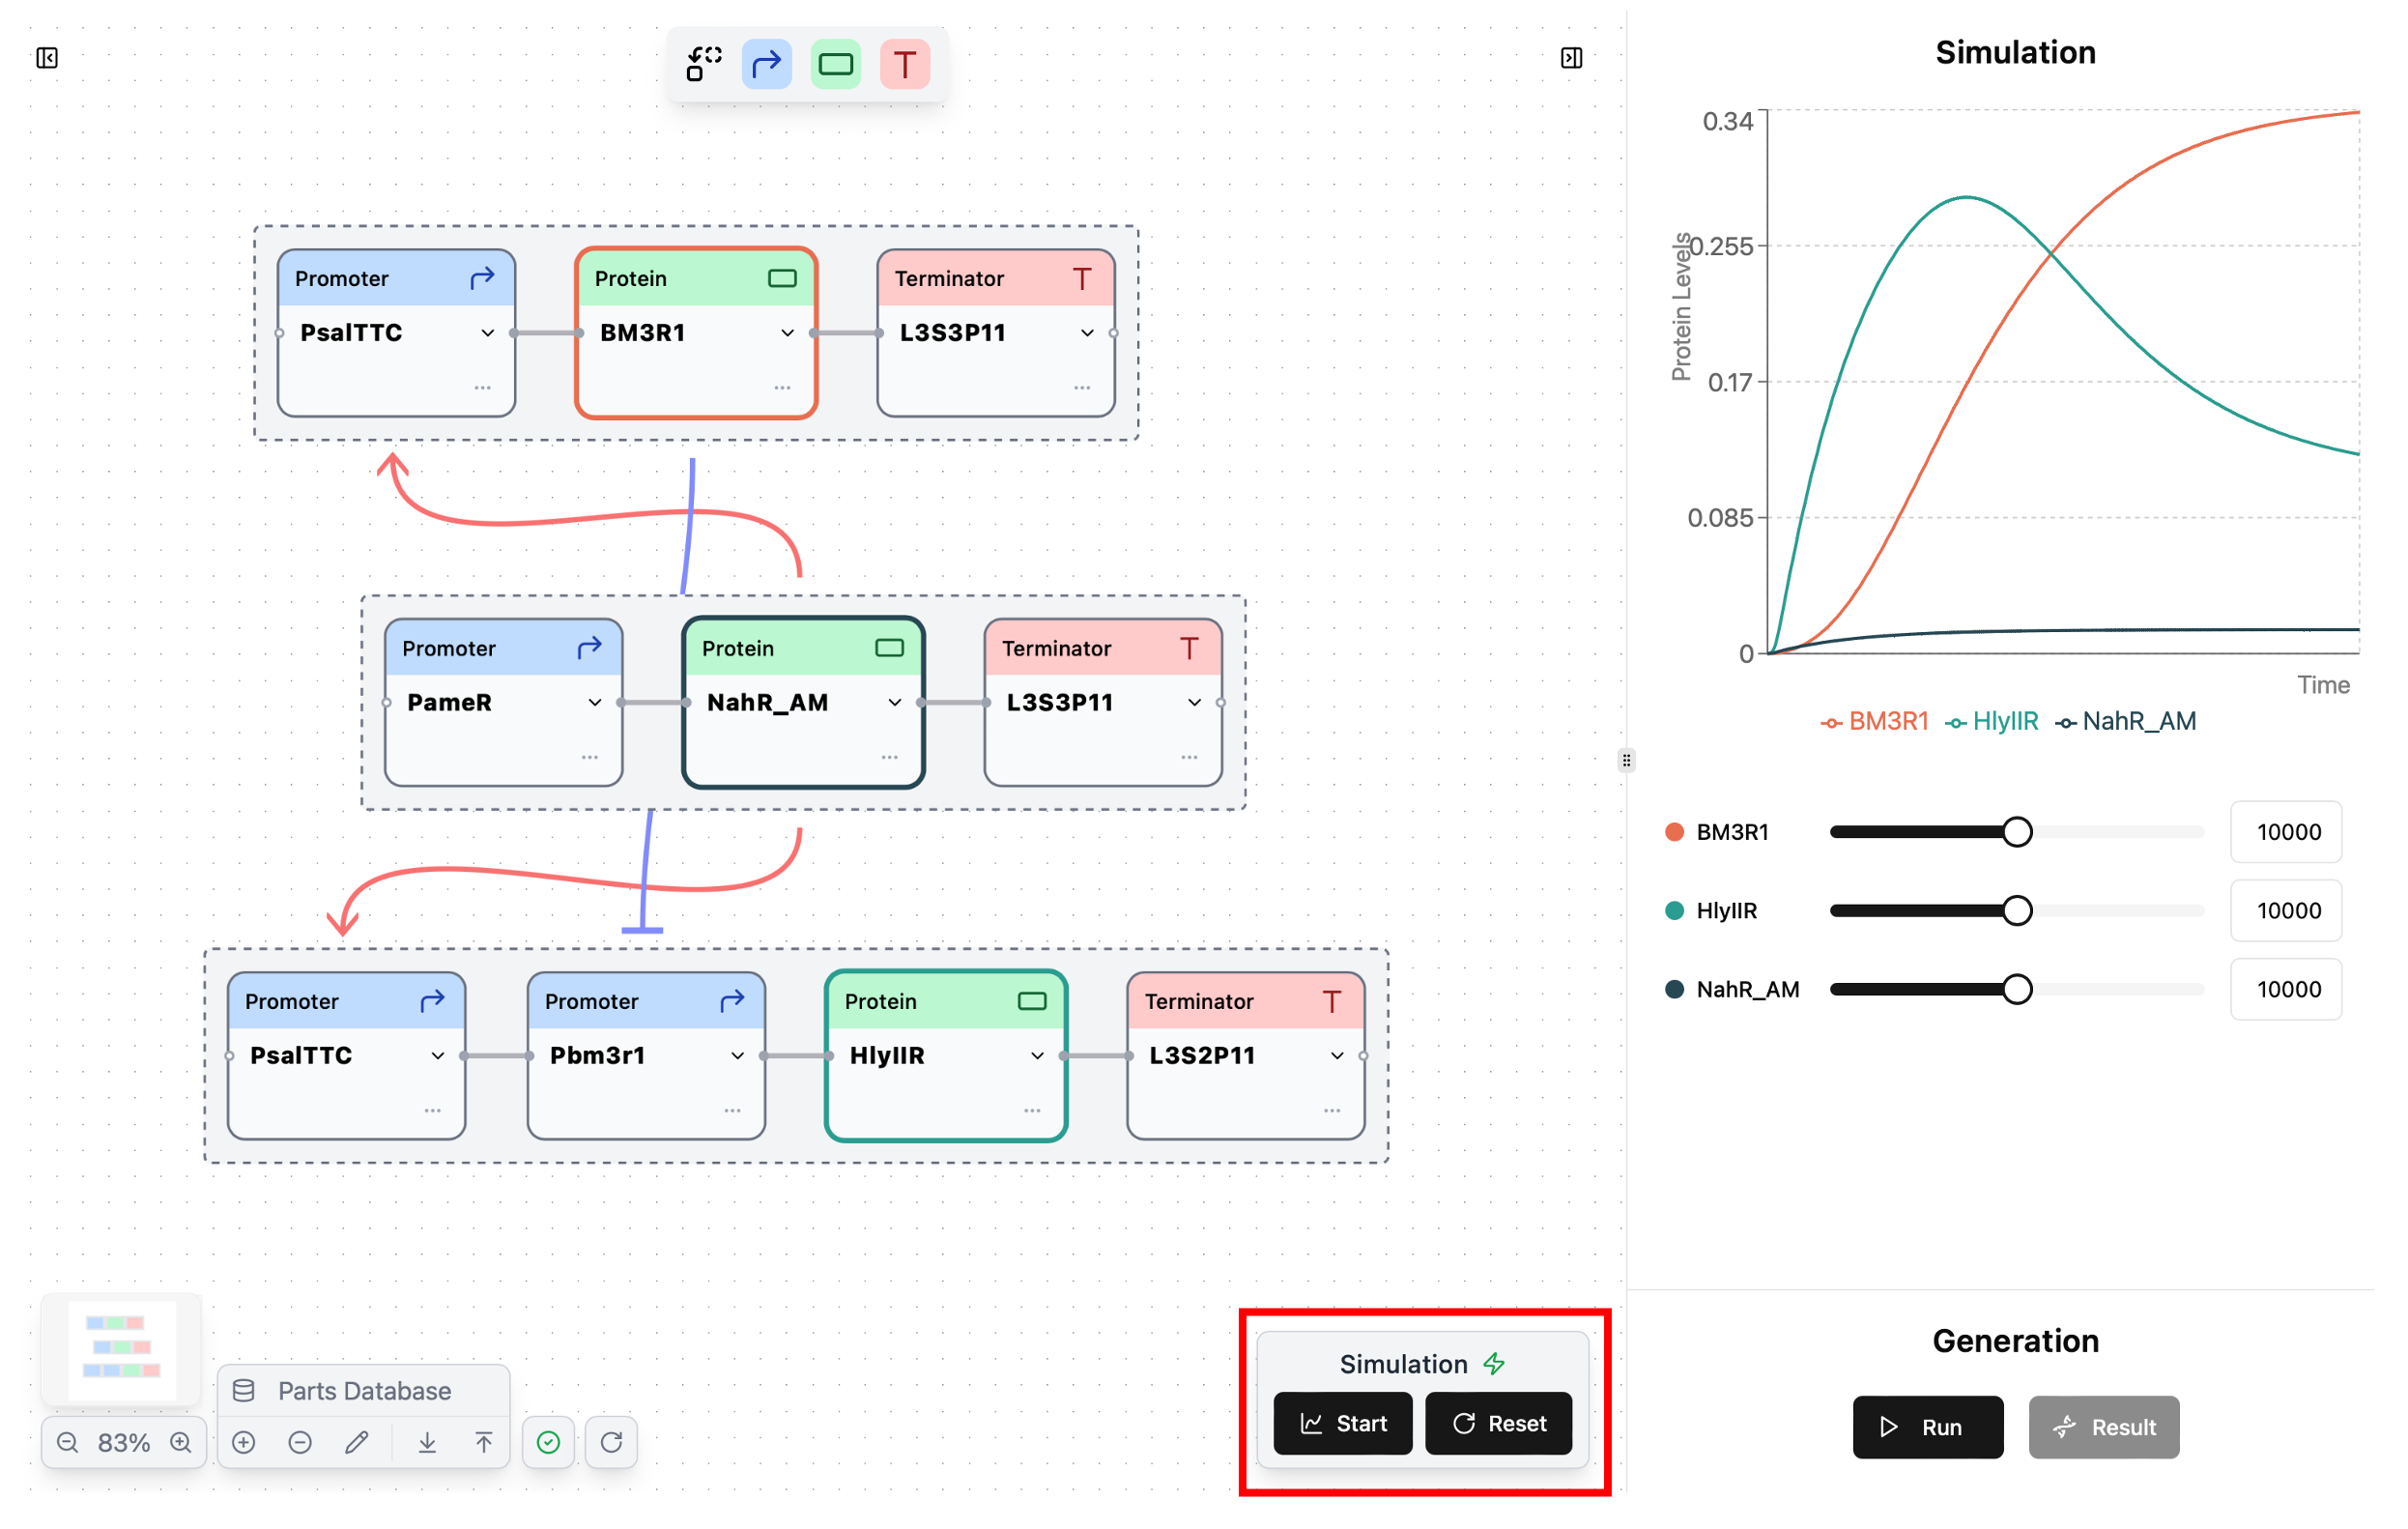 Promoter
PsalTTC
...
Protein
BM3R1
...
Terminator
L3S3P11
...
Promoter
PameR
...
Protein
NahR_AM
...
Terminator
L3S3P11
...
Promoter
PsalTTC
...
Promoter
Pbm3r1
...
Protein
HlyIIR
...
Terminator
L3S2P11
...
83%
Parts Database
Simulation
Start
Reset
Simulation
Protein Levels
0.34
0.255
0.17
0.085
0
Time
BM3R1 HlyIIR NahR_AM
BM3R1 10000
HlyIIR 10000
NahR_AM 10000
Generation
Run
Result